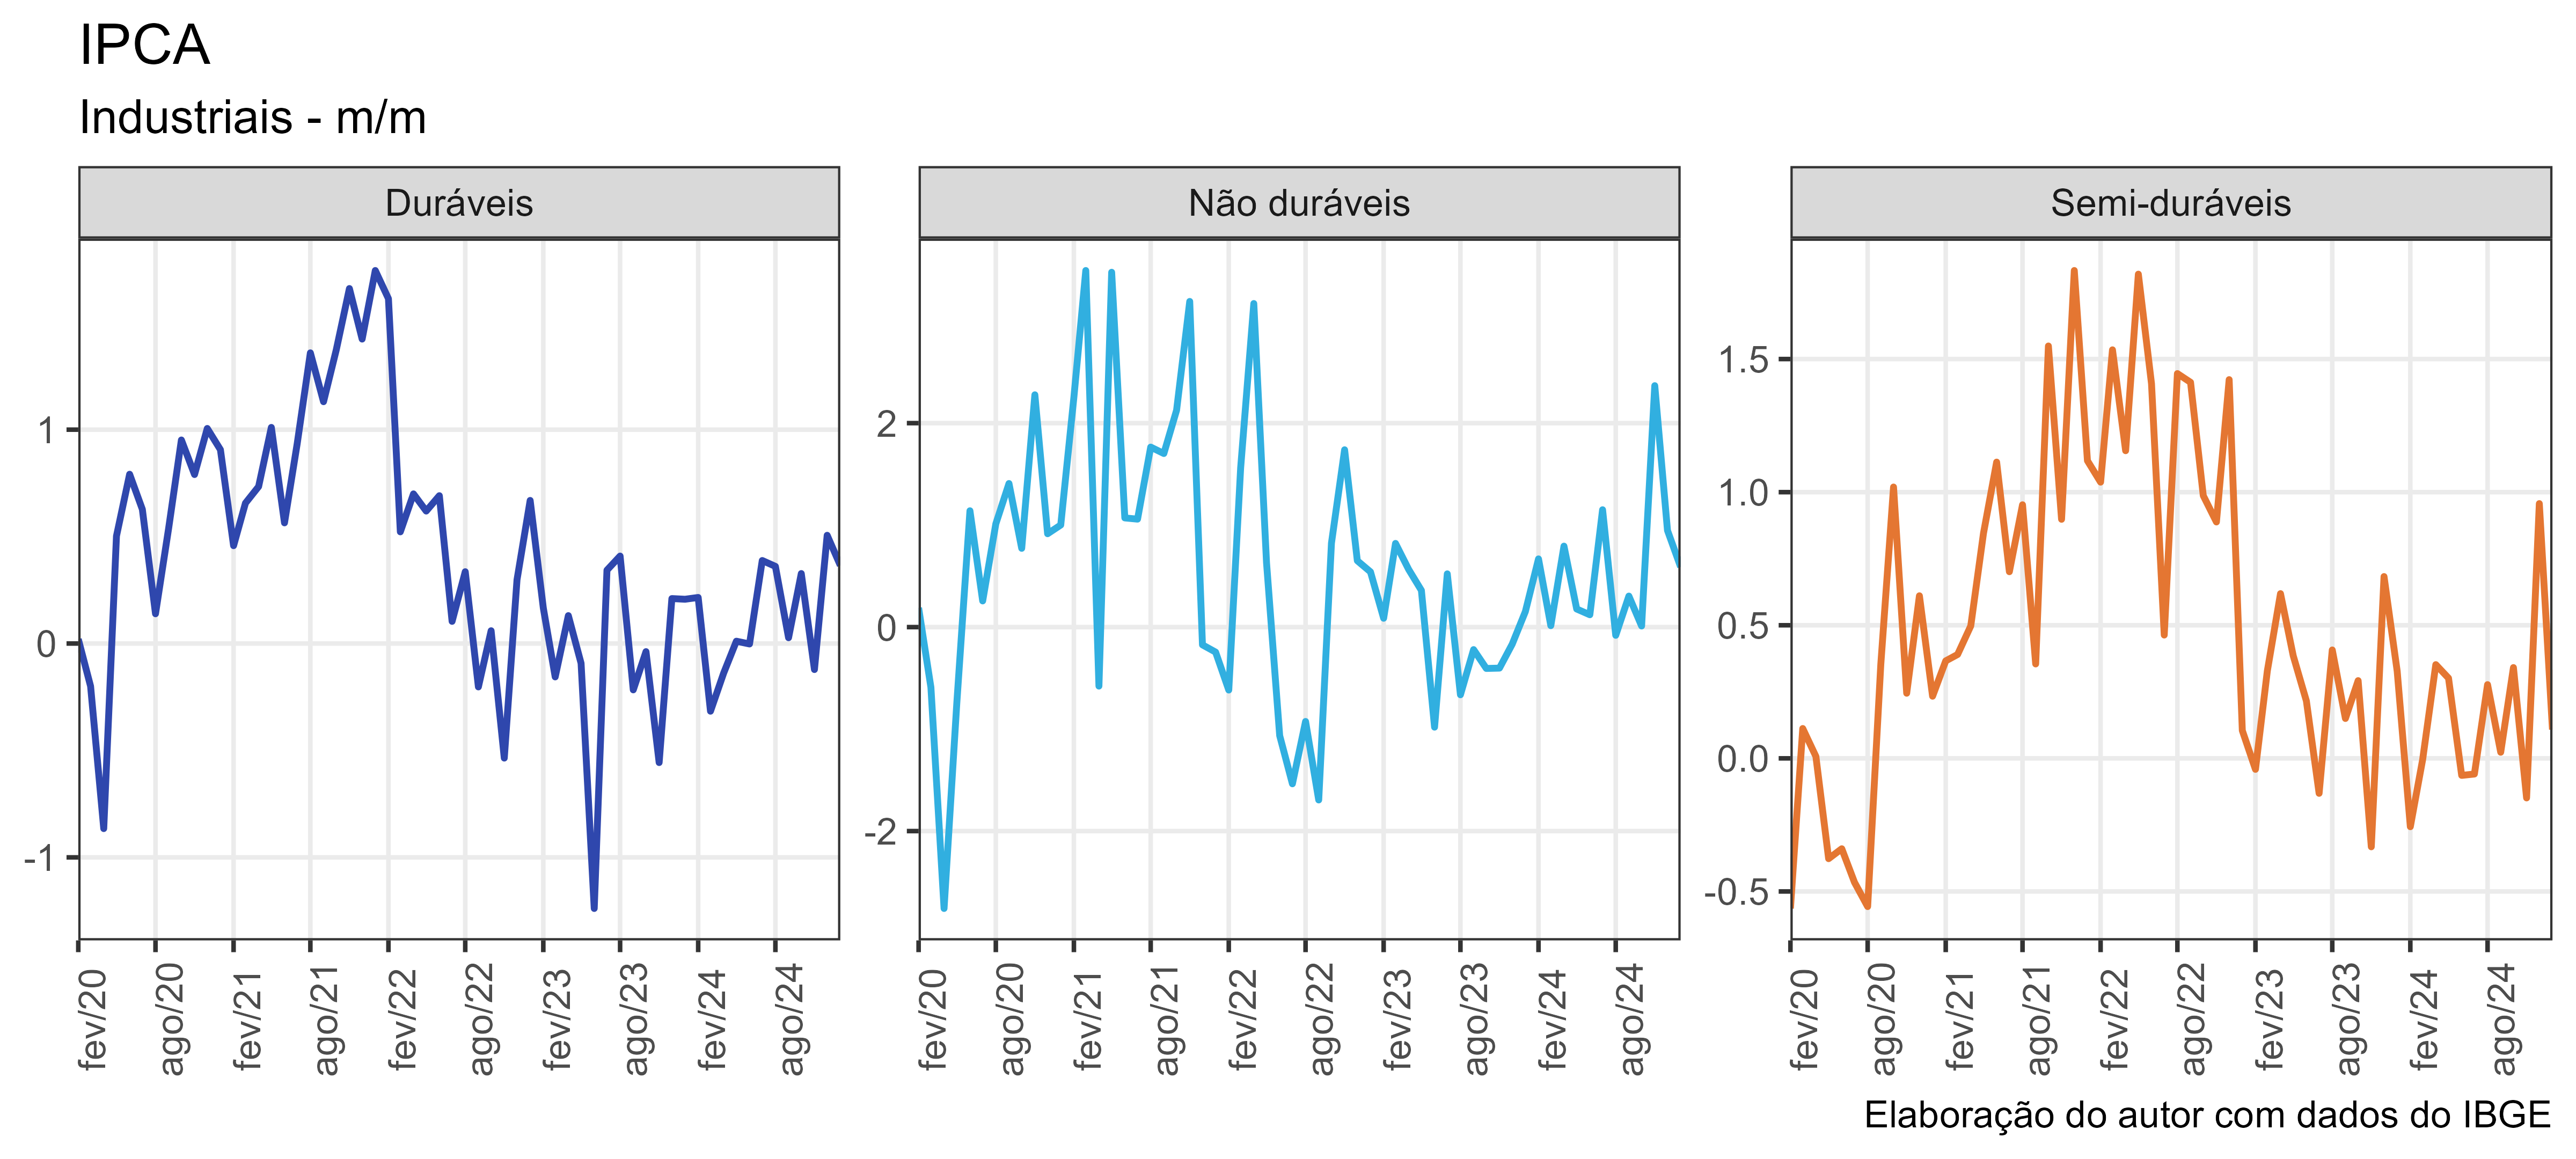 IPCA
Industriais - m/m
Duráveis
Não duráveis
Semi-duráveis
1
0
-1
2
0
-2
1.5
1.0
0.5
0.0
-0.5
fev/20
ago/20
fev/21
ago/21
fev/22
ago/22
fev/23
ago/23
fev/24
ago/24
fev/20
ago/20
fev/21
ago/21
fev/22
ago/22
fev/23
ago/23
fev/24
ago/24
fev/20
ago/20
fev/21
ago/21
fev/22
ago/22
fev/23
ago/23
fev/24
ago/24
Elaboração do autor com dados do IBGE